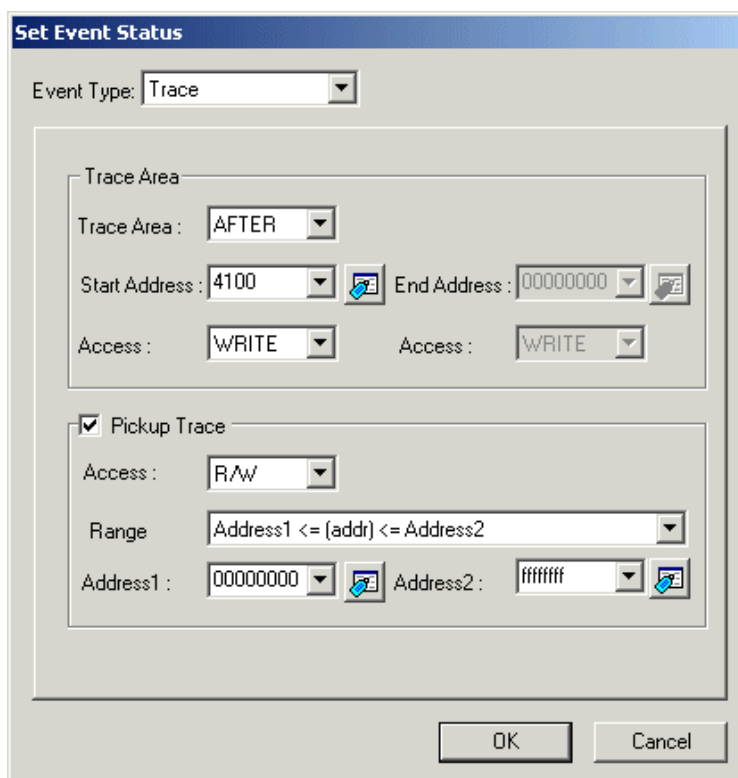 Set Event Status
Event Type: Trace
Trace Area
Trace Area : AFTER
Start Address : 4100 End Address : 00000000
Access : WRITE Access : WRITE
Pickup Trace
Access : R/W
Range Address1 <= (addr) <= Address2
Address1 : 00000000 Address2 : ffffffff
OK Cancel